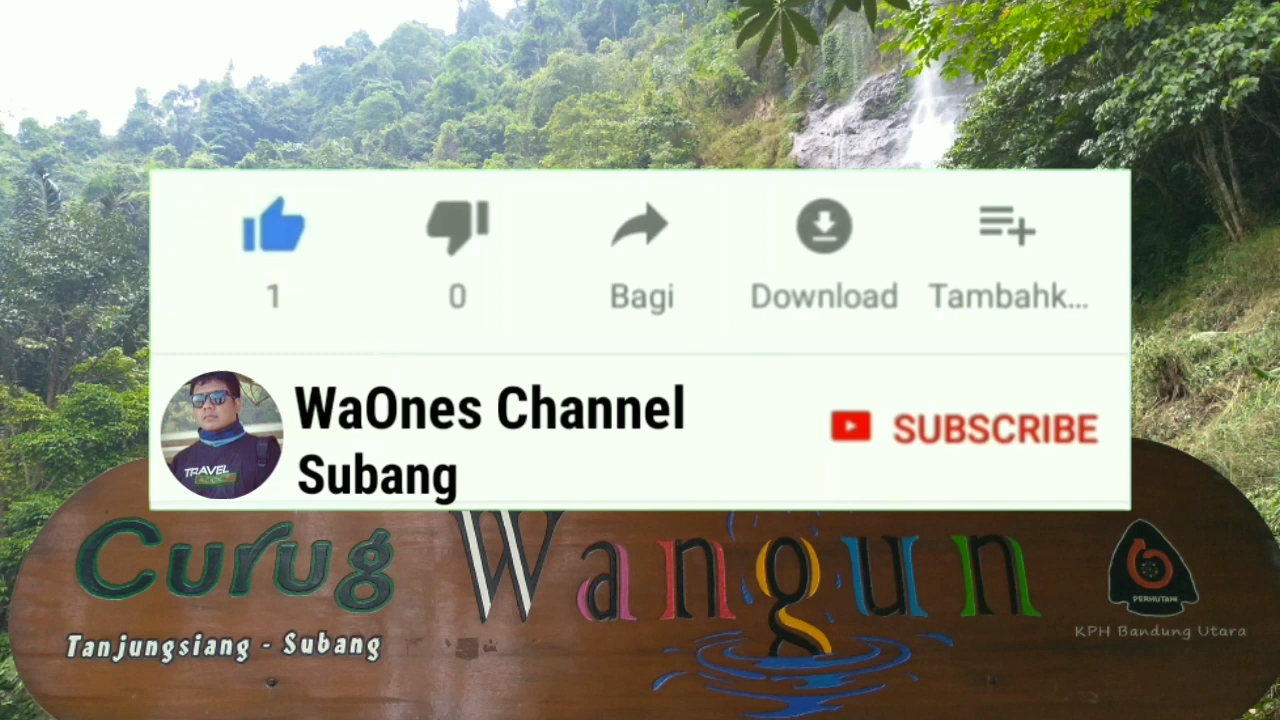 1 0 Bagi Download Tambahk...
WaOnes Channel
Subang
SUBSCRIBE
TRAVEL
Curug Wangun
Tanjungsiang - Subang
PERHUTANI
KPH Bandung Utara